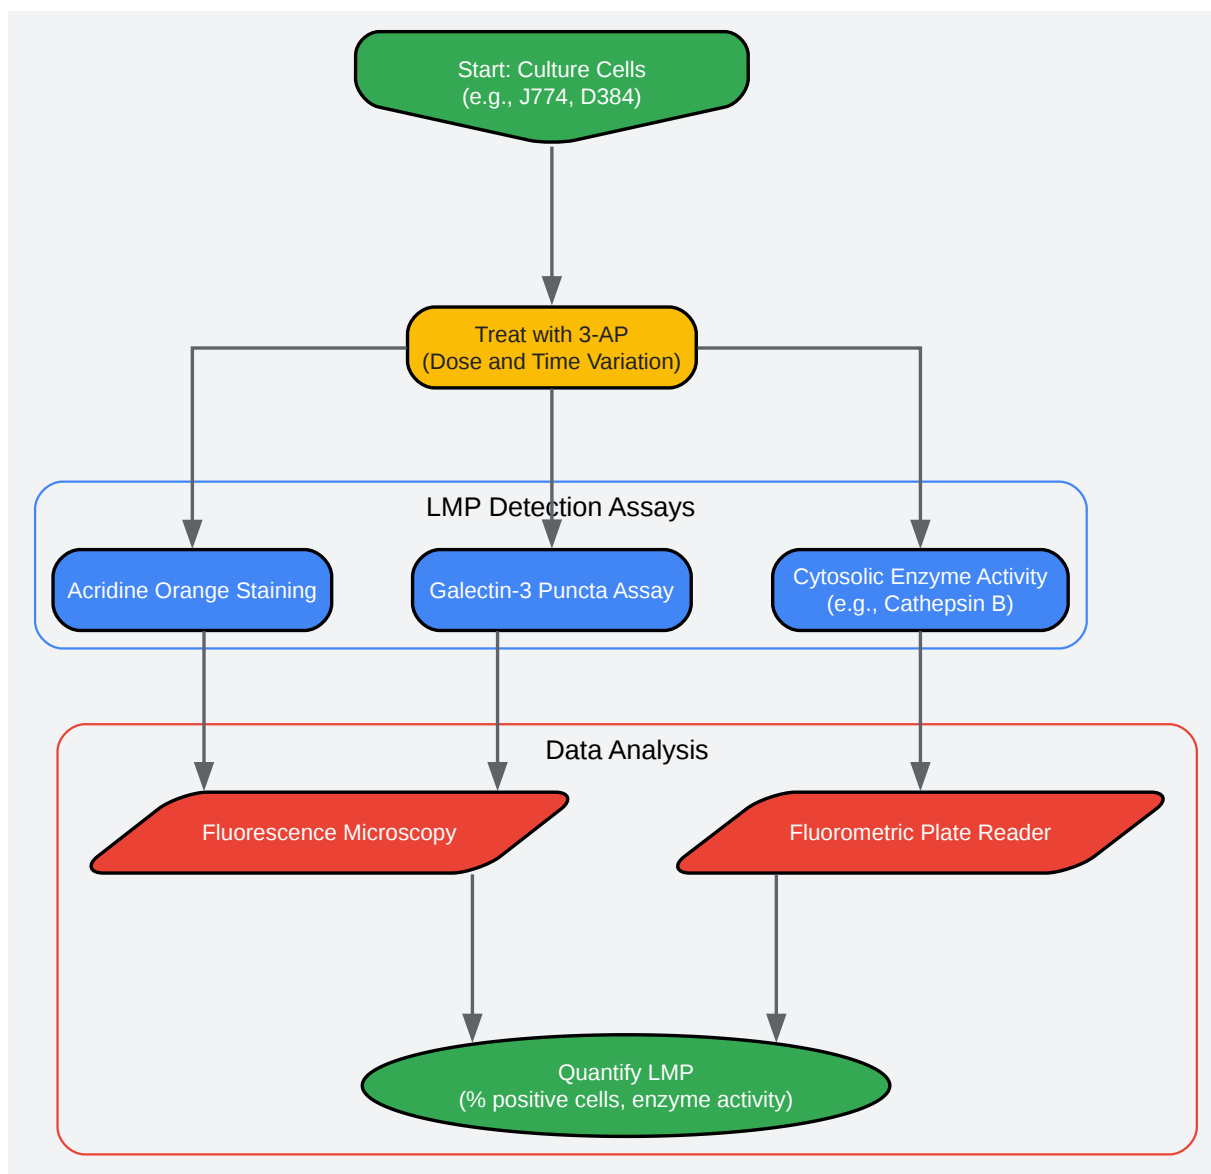 Start: Culture Cells
(e.g., J774, D384)
Treat with 3-AP
(Dose and Time Variation)
LMP Detection Assays
Acridine Orange Staining
Galectin-3 Puncta Assay
Cytosolic Enzyme Activity
(e.g., Cathepsin B)
Data Analysis
Fluorescence Microscopy
Fluorometric Plate Reader
Quantify LMP
(% positive cells, enzyme activity)